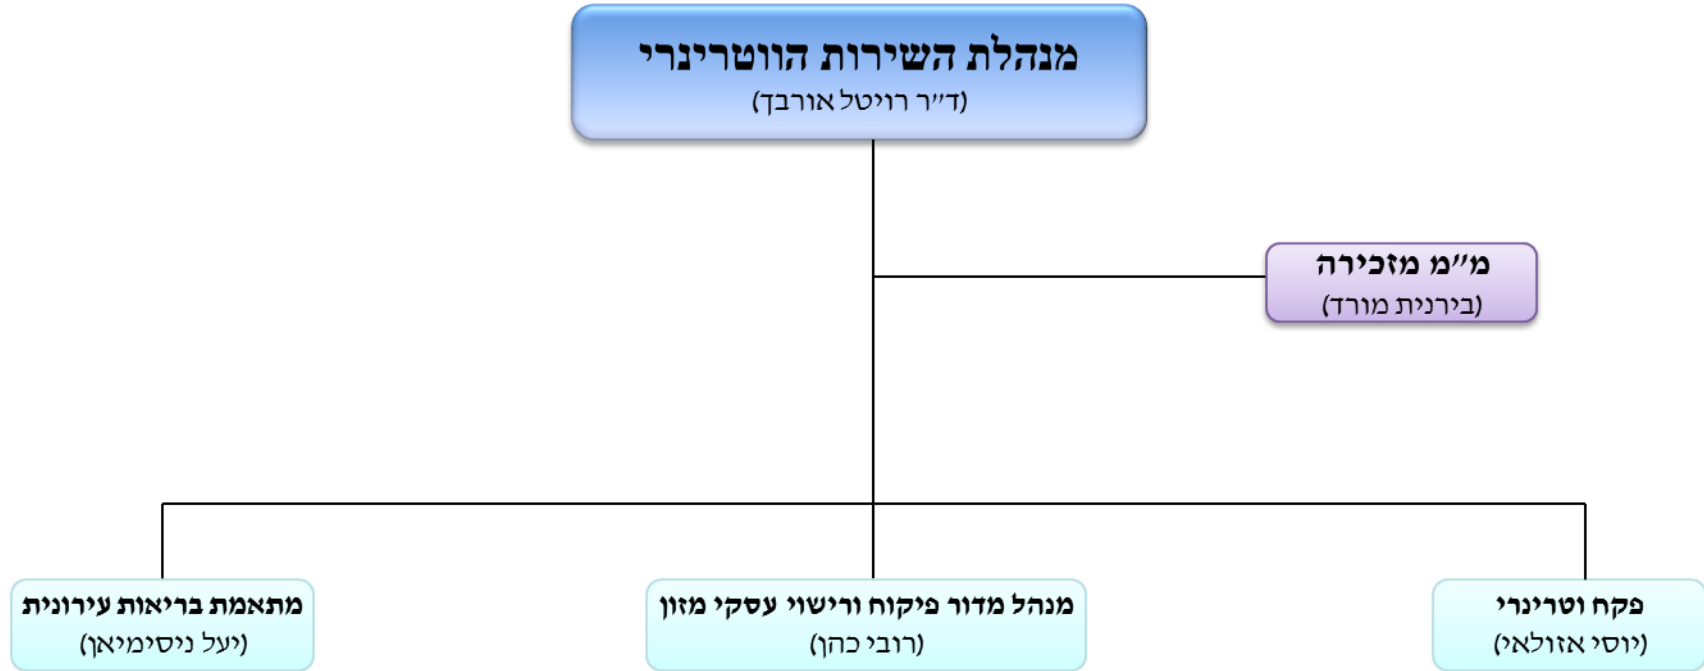 מנהלת השירות הווטרינרי
(ד"ר רויטל אורבך)
מ"מ מזכירה
(בירנית מורד)
פקח וטרינרי
(יוסי אזולאי)
מנהל מדור פיקוח ורישוי עסקי מזון
(רובי כהן)
מתאמת בריאות עירונית
(יעל ניסימיאן)